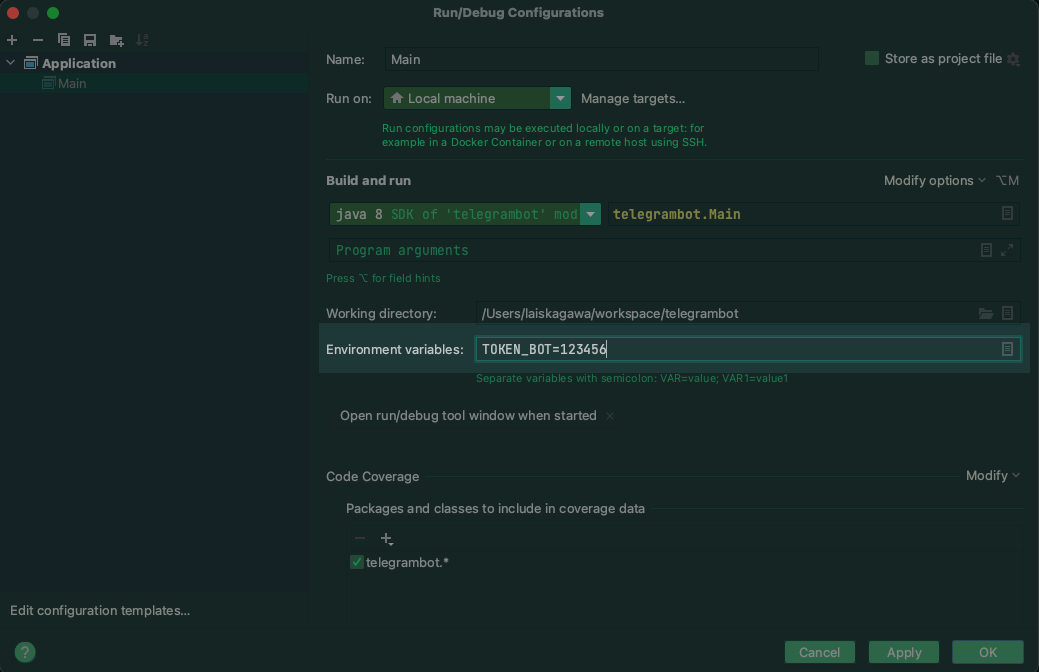 Run/Debug Configurations
Application
Main
Name: Main
Store as project file
Run on: Local machine Manage targets...
Run configurations may be executed locally or on a target: for
example in a Docker Container or on a remote host using SSH.
Build and run
Modify options ⌥M
java 8 SDK of 'telegrambot' mod telegrambot.Main
Program arguments
Press ⌥ for field hints
Working directory: /Users/laiskagawa/workspace/telegrambot
Environment variables: TOKEN_BOT=123456
Separate variables with semicolon: VAR=value; VAR1=value1
Open run/debug tool window when started ×
Code Coverage
Modify
Packages and classes to include in coverage data
telegrambot.*
Edit configuration templates...
? Cancel Apply OK